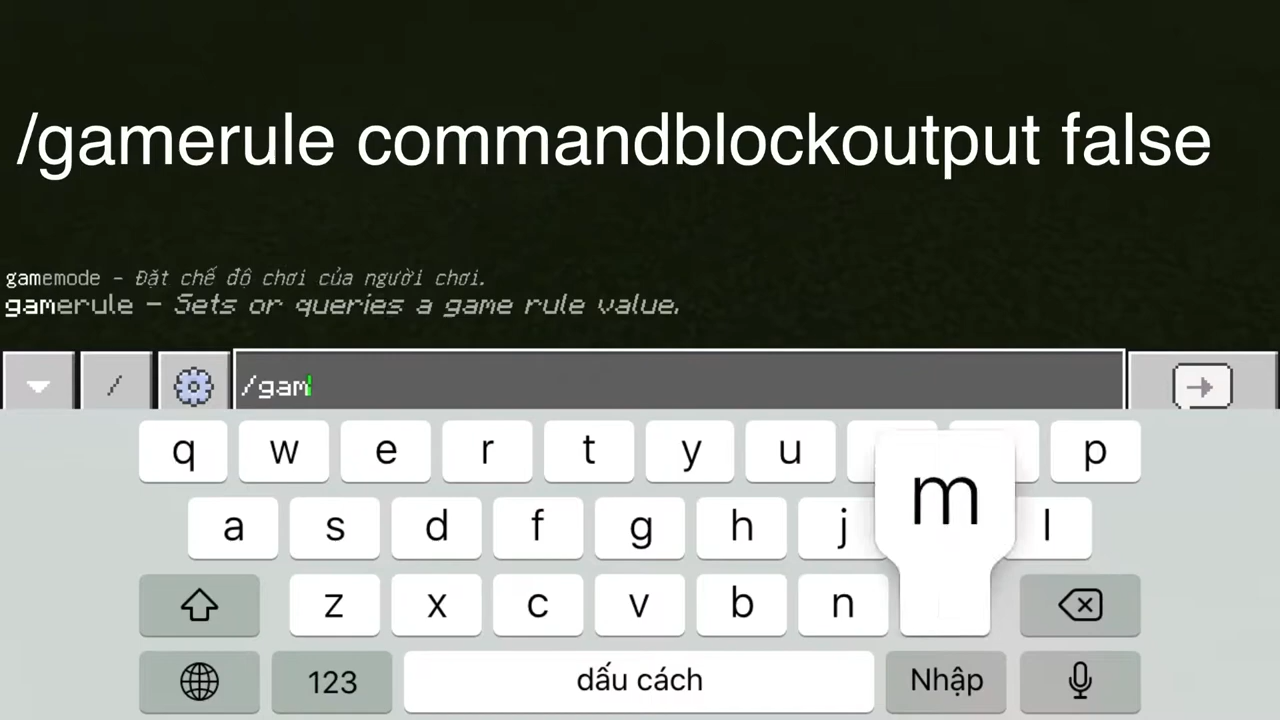 /gamerule commandblockoutput false
gamemode – Đặt chế độ chơi của người chơi.
gamerule – Sets or queries a game rule value.
/
/gam
q w e r t y u p
m
a s d f g h j l
z x c v b n
123 dấu cách Nhập